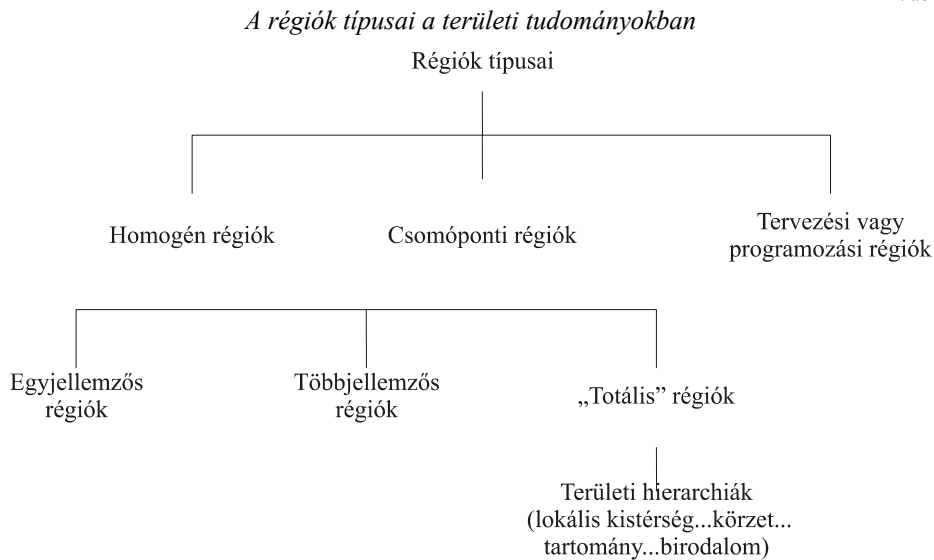 A régiók típusai a területi tudományokban
Régiók típusai
Homogén régiók
Csomóponti régiók
Tervezési vagy
programozási régiók
Egyjellemzős
régiók
Többjellemzős
régiók
„Totális” régiók
Területi hierarchiák
(lokális kistérség...körzet...
tartomány...birodalom)